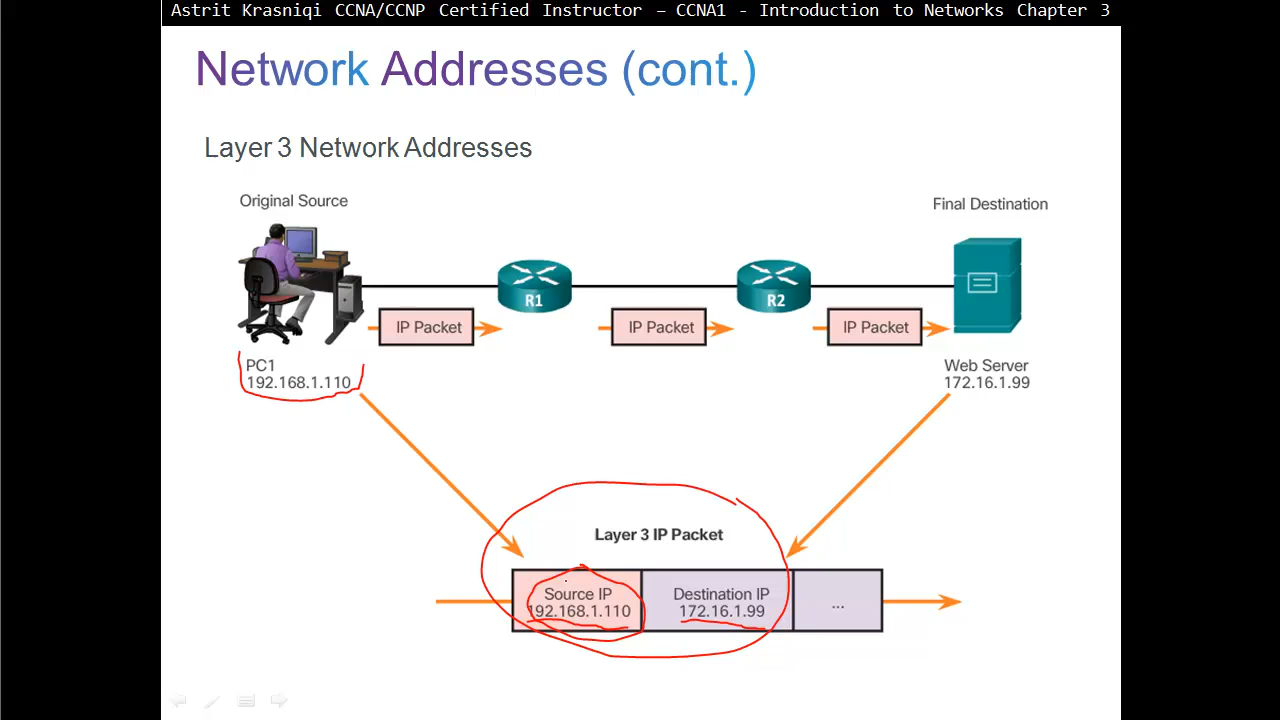 Astrit Krasniqi CCNA/CCNP Certified Instructor – CCNA1 - Introduction to Networks Chapter 3
Network Addresses (cont.)
Layer 3 Network Addresses
Original Source
Final Destination
R1
R2
IP Packet
IP Packet
IP Packet
PC1
192.168.1.110
Web Server
172.16.1.99
Layer 3 IP Packet
Source IP
192.168.1.110
Destination IP
172.16.1.99
...